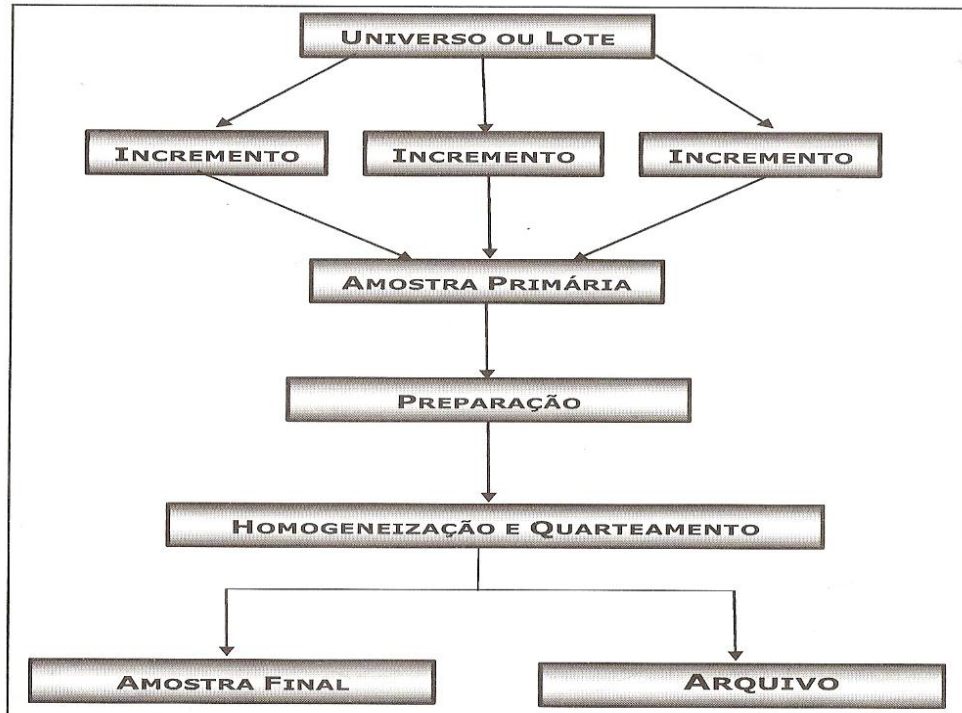 UNIVERSO OU LOTE
INCREMENTO
INCREMENTO
INCREMENTO
AMOSTRA PRIMÁRIA
PREPARAÇÃO
HOMOGENEIZAÇÃO E QUARTEAMENTO
AMOSTRA FINAL
ARQUIVO